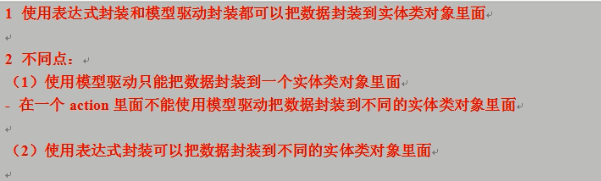 1 使用表达式封装和模型驱动封装都可以把数据封装到实体类对象里面
2 不同点：
（1）使用模型驱动只能把数据封装到一个实体类对象里面
- 在一个 action 里面不能使用模型驱动把数据封装到不同的实体类对象里面
（2）使用表达式封装可以把数据封装到不同的实体类对象里面